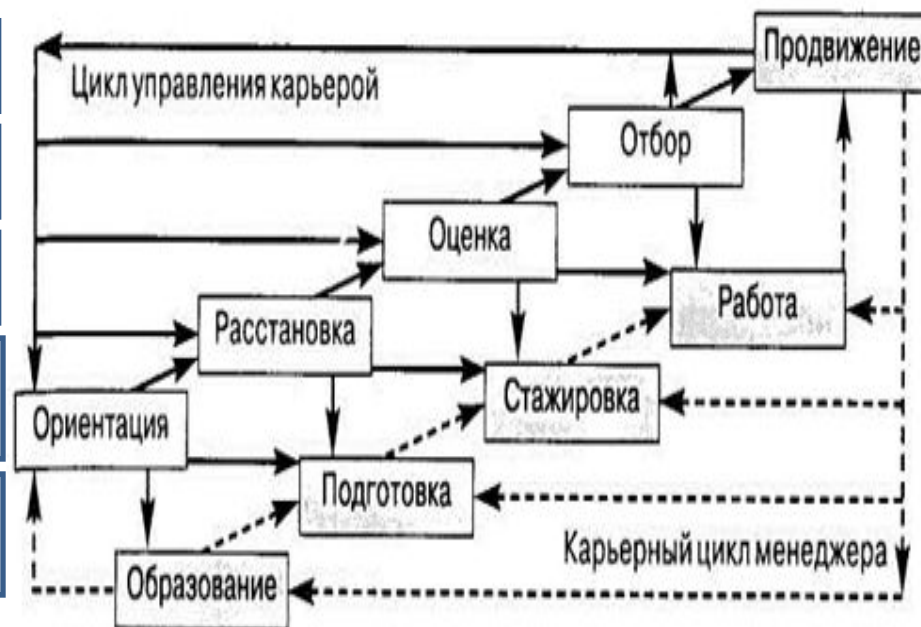 Продвижение
Цикл управления карьерой
Отбор
Оценка
Работа
Расстановка
Стажировка
Ориентация
Подготовка
Карьерный цикл менеджера
Образование